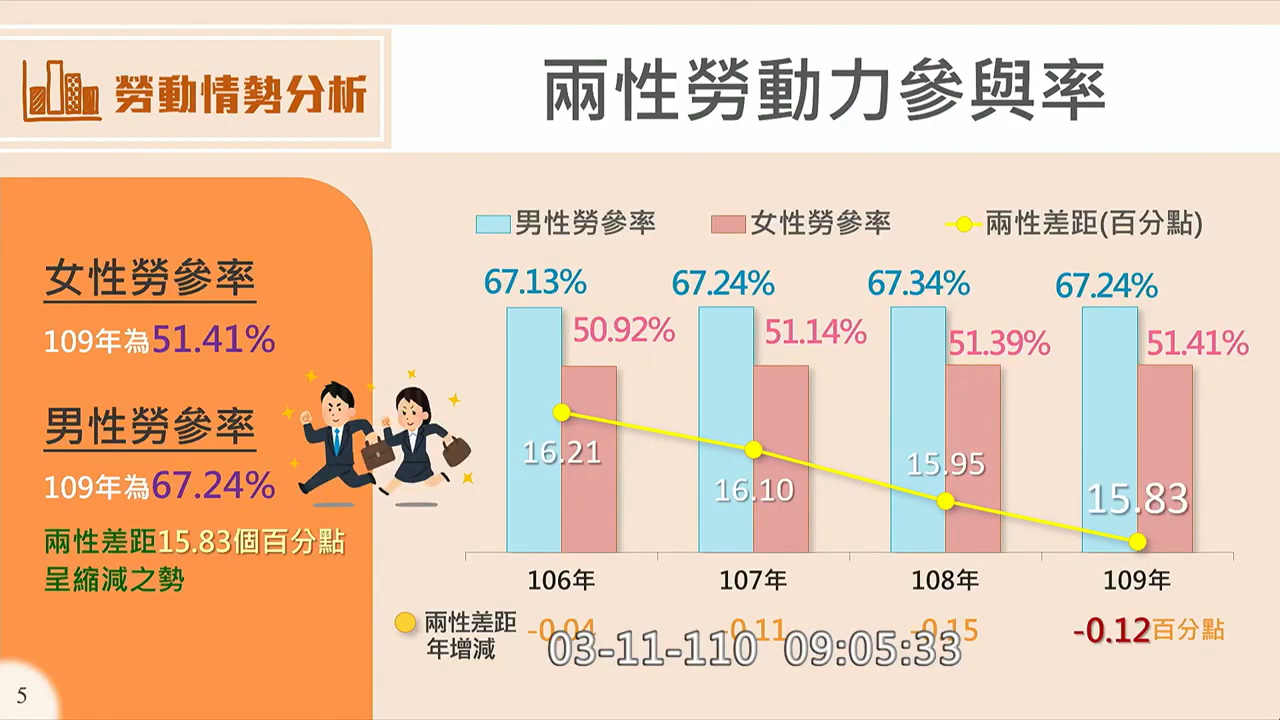 勞動情勢分析
兩性勞動力參與率
女性勞參率
109年為51.41%
男性勞參率
109年為67.24%
兩性差距15.83個百分點
呈縮減之勢
男性勞參率 女性勞參率 兩性差距(百分點)
67.13% 67.24% 67.34% 67.24%
50.92% 51.14% 51.39% 51.41%
16.21 16.10 15.95 15.83
106年 107年 108年 109年
兩性差距
年增減
-0.04 -0.11 -0.15 -0.12百分點
03-11-110 09:05:33
5